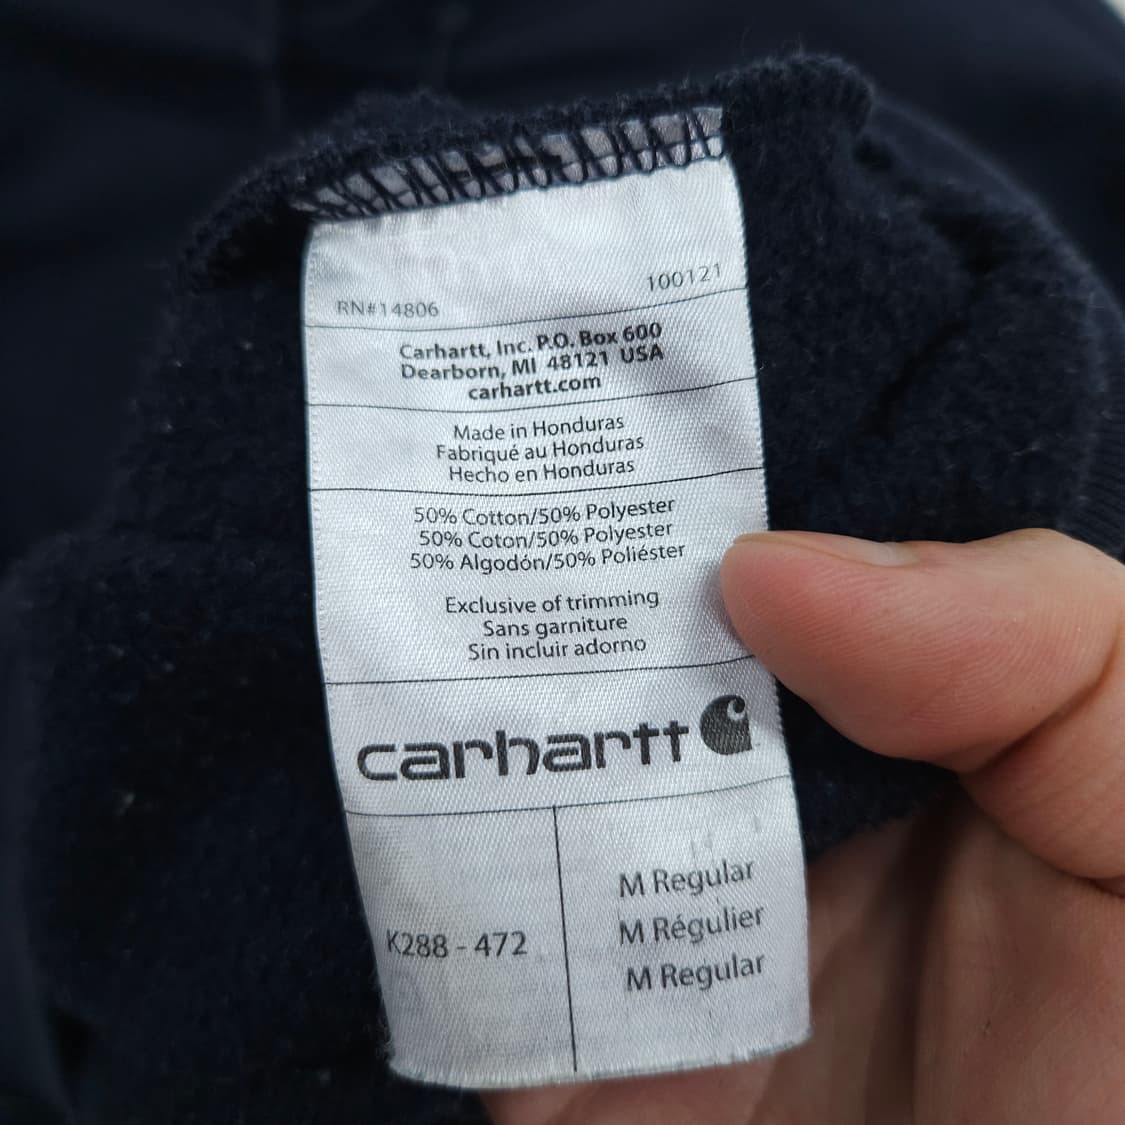 RN#14806 100121
Carhartt, Inc. P.O. Box 600
Dearborn, MI 48121 USA
carhartt.com
Made in Honduras
Fabriqué au Honduras
Hecho en Honduras
50% Cotton/50% Polyester
50% Coton/50% Polyester
50% Algodón/50% Poliéster
Exclusive of trimming
Sans garniture
Sin incluir adorno
carhartt
K288 - 472
M Regular
M Régulier
M Regular